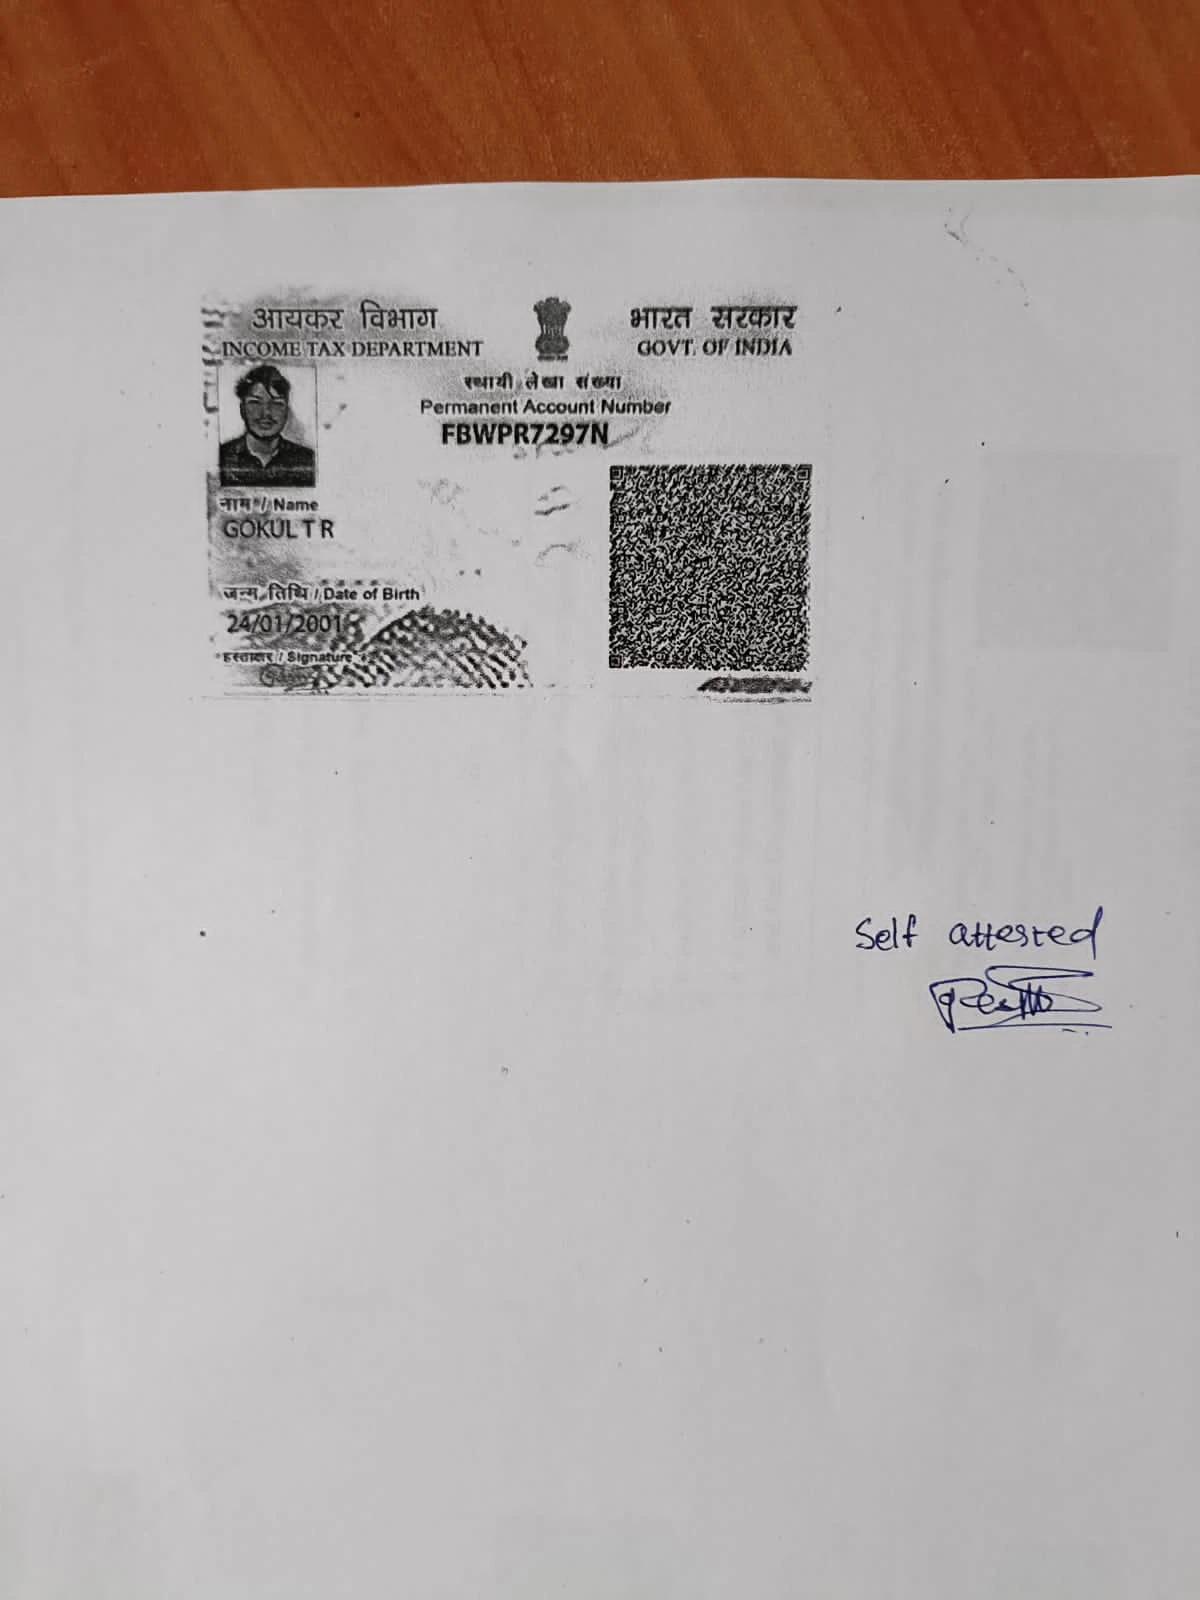 आयकर विभाग
INCOME TAX DEPARTMENT
भारत सरकार
GOVT. OF INDIA
स्थायी लेखा संख्या
Permanent Account Number
FBWPR7297N
नाम / Name
GOKUL T R
जन्म तिथि / Date of Birth
24/01/2001
हस्ताक्षर / Signature
Self attested